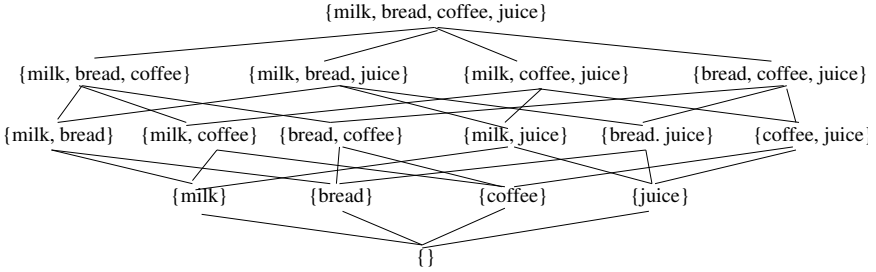 {milk, bread, coffee, juice}
{milk, bread, coffee} {milk, bread, juice} {milk, coffee, juice} {bread, coffee, juice}
{milk, bread} {milk, coffee} {bread, coffee} {milk, juice} {bread. juice} {coffee, juice}
{milk} {bread} {coffee} {juice}
{}